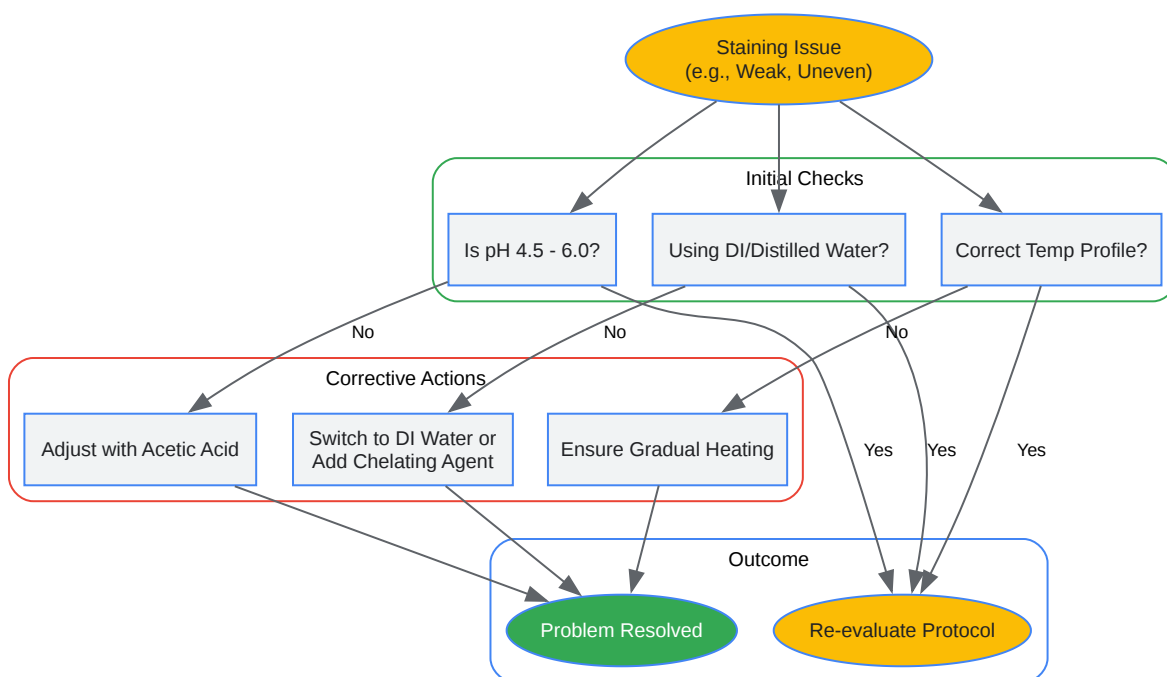 Staining Issue
(e.g., Weak, Uneven)
Initial Checks
Is pH 4.5 - 6.0?
Using DI/Distilled Water?
Correct Temp Profile?
No
No
No
Corrective Actions
Adjust with Acetic Acid
Switch to DI Water or
Add Chelating Agent
Ensure Gradual Heating
Yes
Yes
Yes
Outcome
Problem Resolved
Re-evaluate Protocol